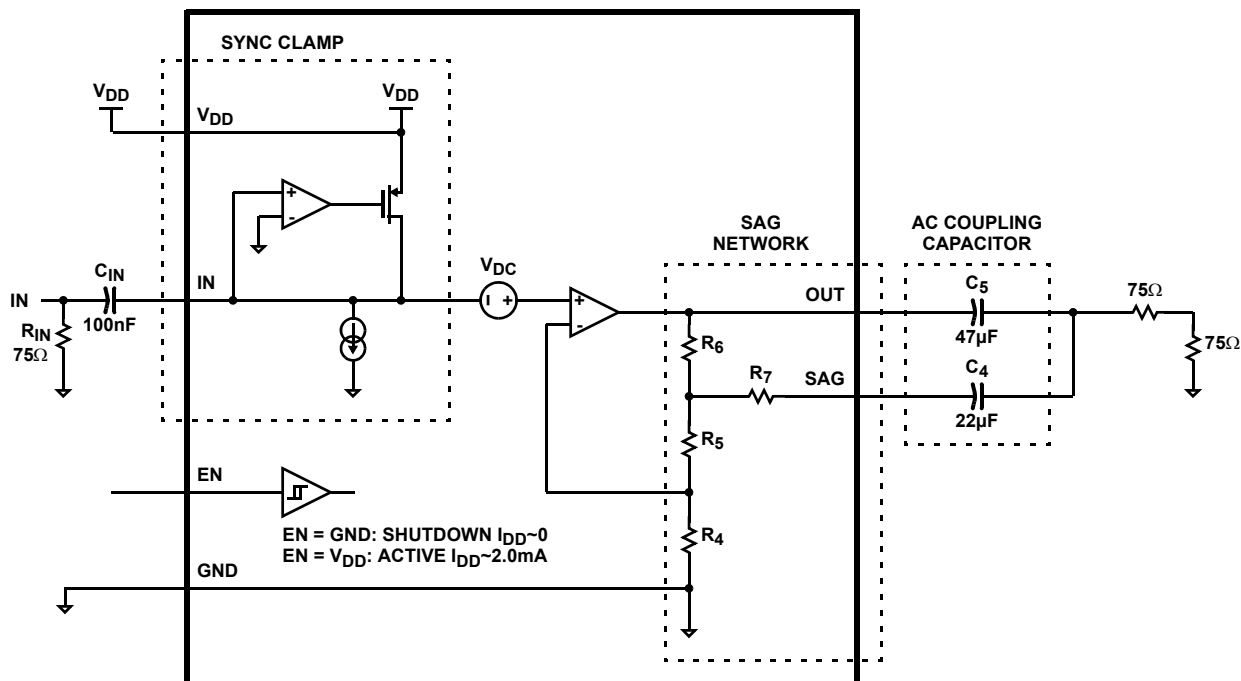 SYNC CLAMP
VDD
VDD
VDD
+
-
SAG
NETWORK
AC COUPLING
CAPACITOR
CIN
IN
IN
100nF
RIN
75Ω
VDC
- +
+
-
OUT
C5
47µF
75Ω
75Ω
R6
R7
SAG
C4
22µF
R5
EN
EN = GND: SHUTDOWN IDD~0
EN = VDD: ACTIVE IDD~2.0mA
R4
GND